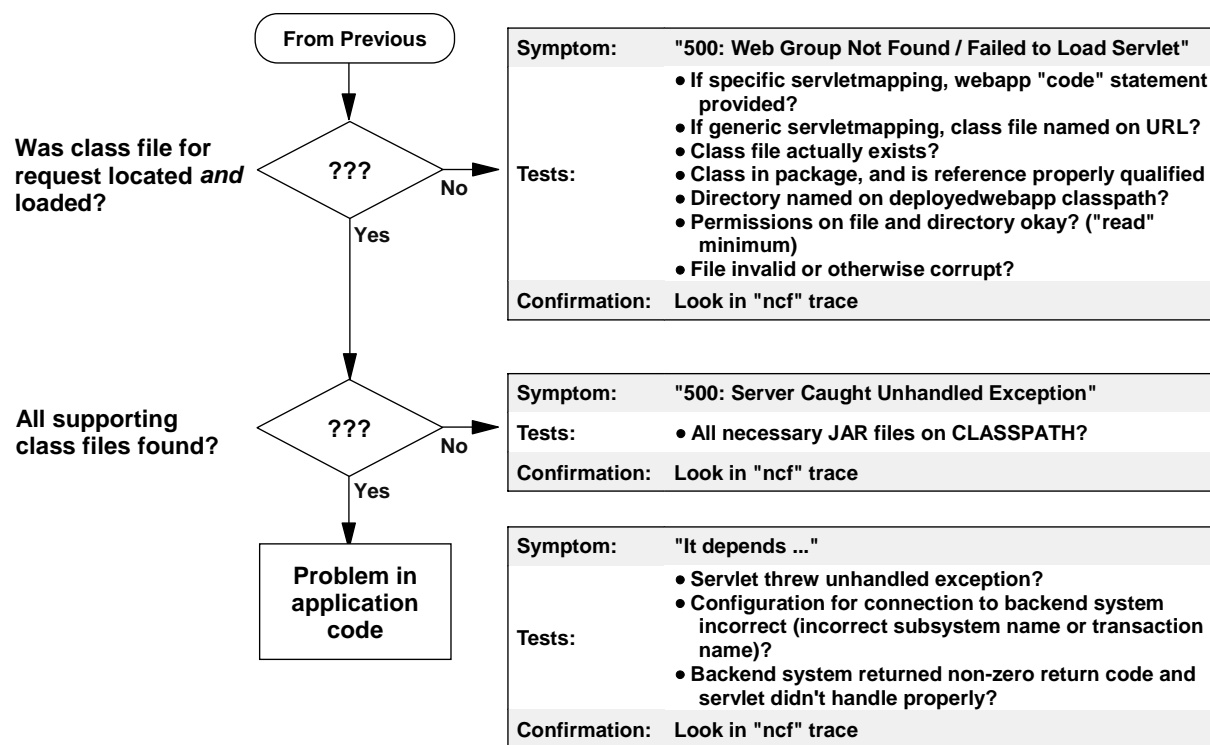 From Previous
Was class file for
request located and
loaded?
???
No
Yes
Symptom: "500: Web Group Not Found / Failed to Load Servlet"
Tests:
● If specific servletmapping, webapp "code" statement
provided?
● If generic servletmapping, class file named on URL?
● Class file actually exists?
● Class in package, and is reference properly qualified
● Directory named on deployedwebapp classpath?
● Permissions on file and directory okay? ("read"
minimum)
● File invalid or otherwise corrupt?
Confirmation: Look in "ncf" trace
All supporting
class files found?
???
No
Yes
Symptom: "500: Server Caught Unhandled Exception"
Tests: ● All necessary JAR files on CLASSPATH?
Confirmation: Look in "ncf" trace
Problem in
application
code
Symptom: "It depends ..."
Tests:
● Servlet threw unhandled exception?
● Configuration for connection to backend system
incorrect (incorrect subsystem name or transaction
name)?
● Backend system returned non-zero return code and
servlet didn't handle properly?
Confirmation: Look in "ncf" trace